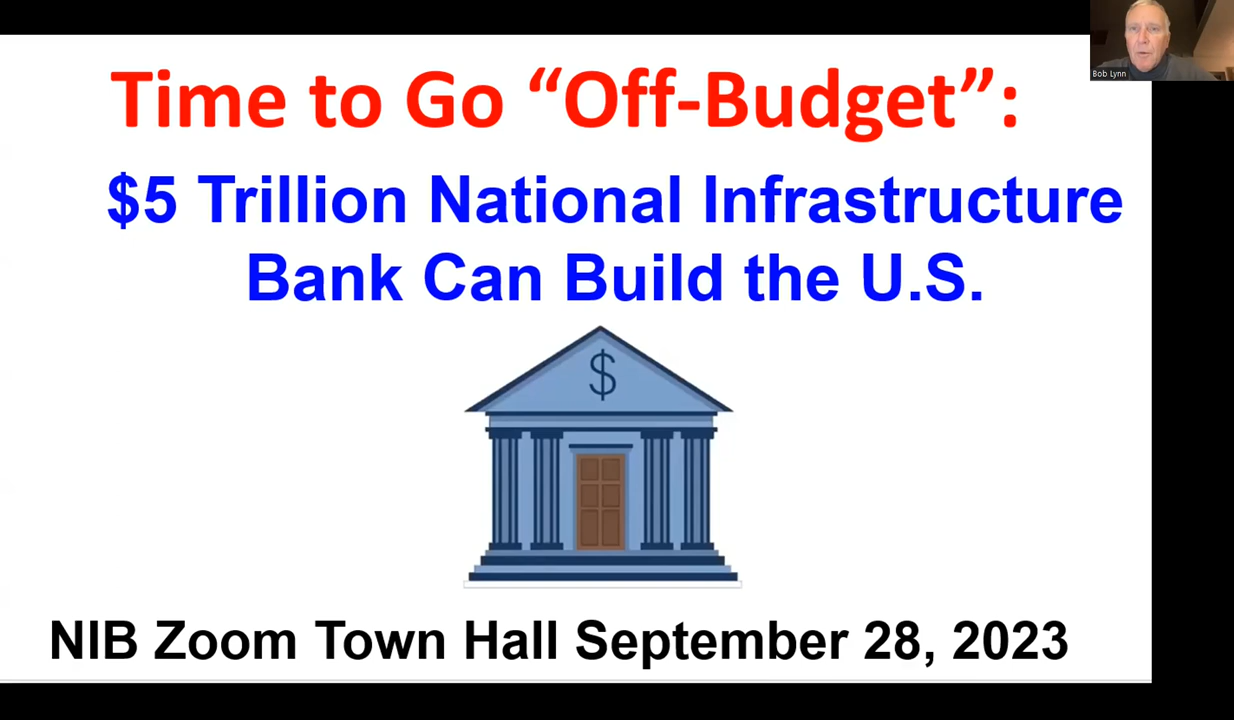 Bob Lynn
Time to Go “Off-Budget”:
$5 Trillion National Infrastructure
Bank Can Build the U.S.
$
NIB Zoom Town Hall September 28, 2023